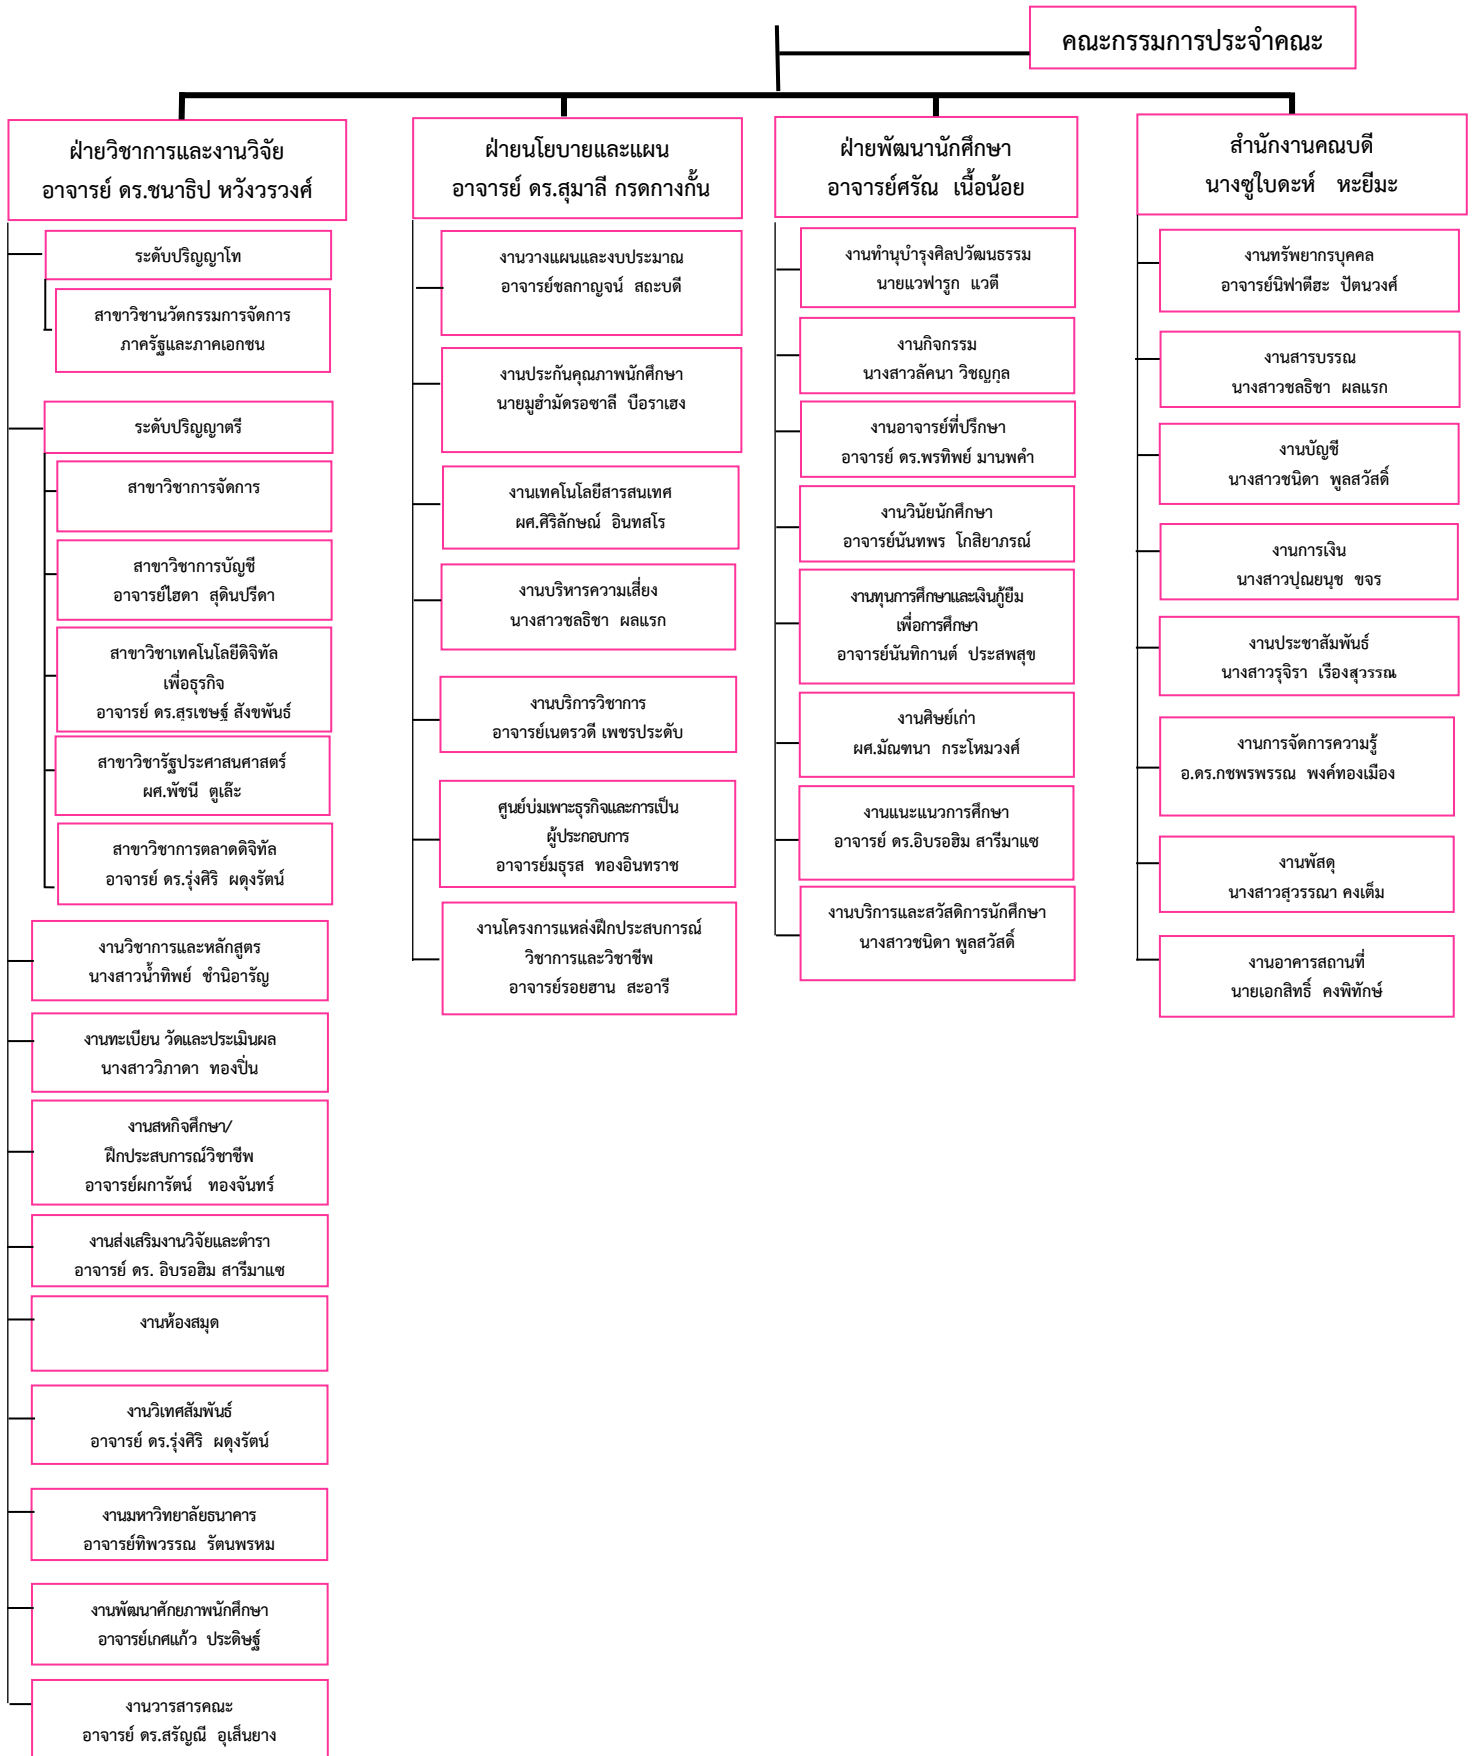 คณะกรรมการประจำคณะ
ฝ่ายวิชาการและงานวิจัย
อาจารย์ ดร.ชนาธิป หวังวรวงศ์
ระดับปริญญาโท
สาขาวิชานวัตกรรมการจัดการ
ภาครัฐและภาคเอกชน
ระดับปริญญาตรี
สาขาวิชาการจัดการ
สาขาวิชาการบัญชี
อาจารย์ไฮดา สุดินปรีดา
สาขาวิชาเทคโนโลยีดิจิทัล
เพื่อธุรกิจ
อาจารย์ ดร.สุรเชษฐ์ สังขพันธ์
สาขาวิชารัฐประศาสนศาสตร์
ผศ.พัชนี ตูเล๊ะ
สาขาวิชาการตลาดดิจิทัล
อาจารย์ ดร.รุ่งศิริ ผดุงรัตน์
งานวิชาการและหลักสูตร
นางสาวน้ำทิพย์ ชำนิอารัญ
งานทะเบียน วัดและประเมินผล
นางสาววิภาดา ทองปิ่น
งานสหกิจศึกษา/
ฝึกประสบการณ์วิชาชีพ
อาจารย์ผการัตน์ ทองจันทร์
งานส่งเสริมงานวิจัยและตำรา
อาจารย์ ดร. อิบรอฮิม สารีมาแซ
งานห้องสมุด
งานวิเทศสัมพันธ์
อาจารย์ ดร.รุ่งศิริ ผดุงรัตน์
งานมหาวิทยาลัยธนาคาร
อาจารย์ทิพวรรณ รัตนพรหม
งานพัฒนาศักยภาพนักศึกษา
อาจารย์เกศแก้ว ประดิษฐ์
งานวารสารคณะ
อาจารย์ ดร.สรัญณี อุเส็นยาง
ฝ่ายนโยบายและแผน
อาจารย์ ดร.สุมาลี กรดกางกั้น
งานวางแผนและงบประมาณ
อาจารย์ชลกาญจน์ สถะบดี
งานประกันคุณภาพนักศึกษา
นายมูฮำมัดรอซาลี บือราเฮง
งานเทคโนโลยีสารสนเทศ
ผศ.ศิริลักษณ์ อินทสโร
งานบริหารความเสี่ยง
นางสาวชลธิชา ผลแรก
งานบริการวิชาการ
อาจารย์เนตรวดี เพชรประดับ
ศูนย์บ่มเพาะธุรกิจและการเป็น
ผู้ประกอบการ
อาจารย์มธุรส ทองอินทราช
งานโครงการแหล่งฝึกประสบการณ์
วิชาการและวิชาชีพ
อาจารย์รอยฮาน สะอารี
ฝ่ายพัฒนานักศึกษา
อาจารย์ศรัณ เนื้อน้อย
งานทำนุบำรุงศิลปวัฒนธรรม
นายแวฟารูก แวตี
งานกิจกรรม
นางสาวลัคนา วิชญกุล
งานอาจารย์ที่ปรึกษา
อาจารย์ ดร.พรทิพย์ มานพคำ
งานวินัยนักศึกษา
อาจารย์นันทพร โกสิยาภรณ์
งานทุนการศึกษาและเงินกู้ยืม
เพื่อการศึกษา
อาจารย์นันทิกานต์ ประสพสุข
งานศิษย์เก่า
ผศ.มัณฑนา กระโหมวงศ์
งานแนะแนวการศึกษา
อาจารย์ ดร.อิบรอฮิม สารีมาแซ
งานบริการและสวัสดิการนักศึกษา
นางสาวชนิดา พูลสวัสดิ์
สำนักงานคณบดี
นางซูใบดะห์ หะยีมะ
งานทรัพยากรบุคคล
อาจารย์นิฟาตีฮะ ปัตนวงศ์
งานสารบรรณ
นางสาวชลธิชา ผลแรก
งานบัญชี
นางสาวชนิดา พูลสวัสดิ์
งานการเงิน
นางสาวปุณยนุช ขจร
งานประชาสัมพันธ์
นางสาวรุจิรา เรืองสุวรรณ
งานการจัดการความรู้
อ.ดร.กชพรพรรณ พงค์ทองเมือง
งานพัสดุ
นางสาวสุวรรณา คงเต็ม
งานอาคารสถานที่
นายเอกสิทธิ์ คงพิทักษ์